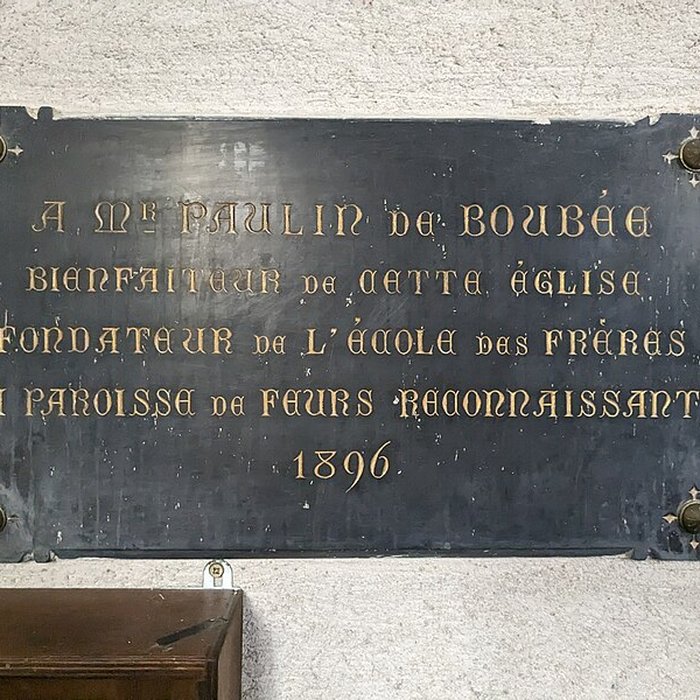 A Mr PAULIN DE BOUBÉE
BIENFAITEUR DE CETTE ÉGLISE
FONDATEUR DE L'ÉCOLE DES FRÈRES
PAROISSE DE FEURS RECONNAISSANT
1896